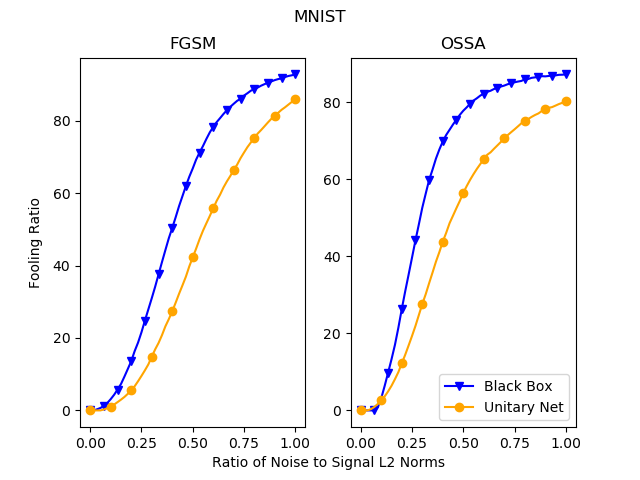 MNIST
FGSM
OSSA
Fooling Ratio
80
60
40
20
0
0.00 0.25 0.50 0.75 1.00
80
60
40
20
0
0.00 0.25 0.50 0.75 1.00
Black Box
Unitary Net
Ratio of Noise to Signal L2 Norms